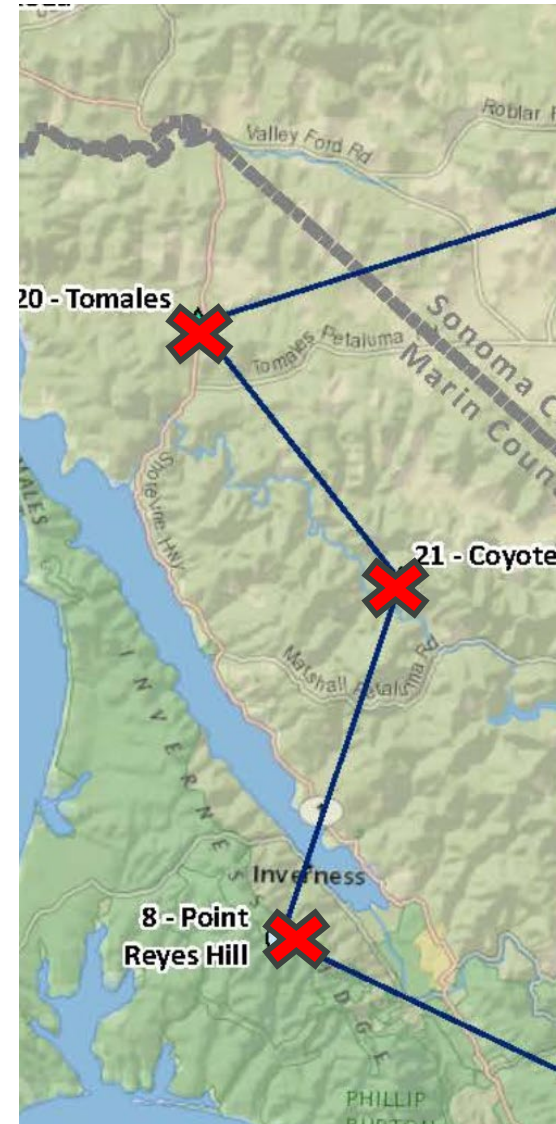 Roblar
Valley Ford Rd
20 - Tomales
Sonoma C
Marin Coun
Tomales Petaluma
Shoreline Hwy
21 - Coyote
Marshall Petaluma Rd
INVERNESS
Inverness
8 - Point
Reyes Hill
RIDGE
PHILLIP
BURTON